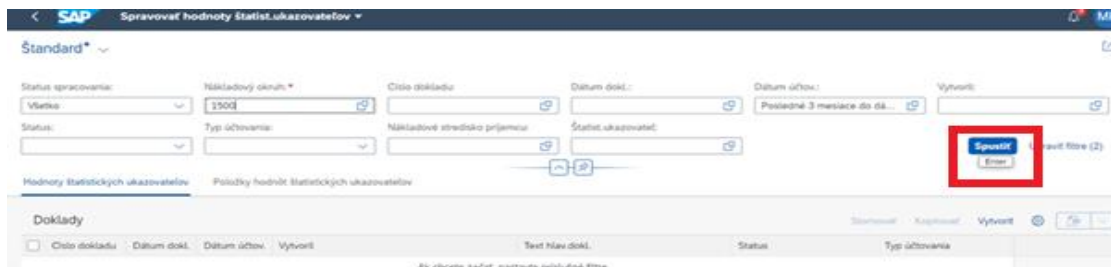 SAP Spravovať hodnoty štatist.ukazovateľov
Štandard*
Status spracovania: Nákladový okruh:* Číslo dokladu: Dátum dokl.: Dátum účtov.: Vytvoril:
Všetko 1500 Posledné 3 mesiace do dá...
Status: Typ účtovania: Nákladové stredisko príjemcu: Štatist.ukazovateľ:
Spustiť Upraviť filtre (2)
Enter
Hodnoty štatistických ukazovateľov Položky hodnôt štatistických ukazovateľov
Doklady Stornovať Kopírovať Vytvoriť
Číslo dokladu Dátum dokl. Dátum účtov. Vytvoril Text hlav.dokl. Status Typ účtovania